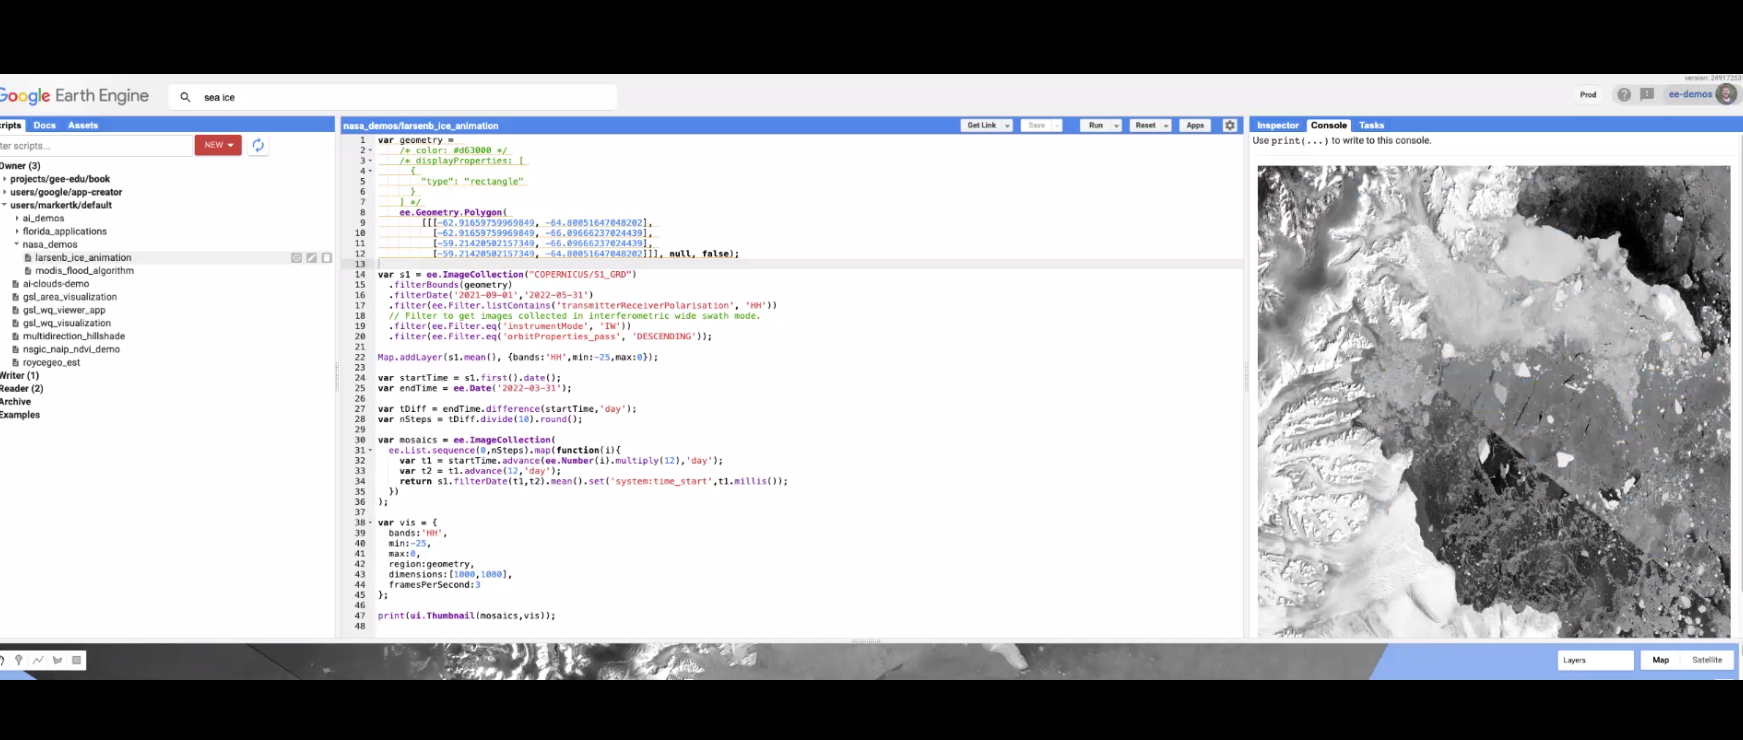 version: 24917253
Google Earth Engine
sea ice
Prod
ee-demos
Scripts Docs Assets
nasa_demos/larsenb_ice_animation
Get Link Save Run Reset Apps
Inspector Console Tasks
Filter scripts...
NEW
Owner (3)
projects/gee-edu/book
users/google/app-creator
users/markertk/default
ai_demos
florida_applications
nasa_demos
larsenb_ice_animation
modis_flood_algorithm
ai-clouds-demo
gsl_area_visualization
gsl_wq_viewer_app
gsl_wq_visualization
multidirection_hillshade
nsgic_naip_ndvi_demo
roycegeo_est
Writer (1)
Reader (2)
Archive
Examples
1 var geometry =
2 /* color: #d63000 */
3 /* displayProperties: [
4 {
5 "type": "rectangle"
6 }
7 ] */
8 ee.Geometry.Polygon(
9 [[[-62.91659759969849, -64.80051647048202],
10 [-62.91659759969849, -66.09666237024439],
11 [-59.21420502157349, -66.09666237024439],
12 [-59.21420502157349, -64.80051647048202]]], null, false);
13
14 var s1 = ee.ImageCollection("COPERNICUS/S1_GRD")
15 .filterBounds(geometry)
16 .filterDate('2021-09-01','2022-05-31')
17 .filter(ee.Filter.listContains('transmitterReceiverPolarisation', 'HH'))
18 // Filter to get images collected in interferometric wide swath mode.
19 .filter(ee.Filter.eq('instrumentMode', 'IW'))
20 .filter(ee.Filter.eq('orbitProperties_pass', 'DESCENDING'));
21
22 Map.addLayer(s1.mean(), {bands:'HH',min:-25,max:0});
23
24 var startTime = s1.first().date();
25 var endTime = ee.Date('2022-03-31');
26
27 var tDiff = endTime.difference(startTime,'day');
28 var nSteps = tDiff.divide(10).round();
29
30 var mosaics = ee.ImageCollection(
31 ee.List.sequence(0,nSteps).map(function(i){
32 var t1 = startTime.advance(ee.Number(i).multiply(12),'day');
33 var t2 = t1.advance(12,'day');
34 return s1.filterDate(t1,t2).mean().set('system:time_start',t1.millis());
35 })
36 );
37
38 var vis = {
39 bands:'HH',
40 min:-25,
41 max:0,
42 region:geometry,
43 dimensions:[1000,1080],
44 framesPerSecond:3
45 };
46
47 print(ui.Thumbnail(mosaics,vis));
48
Use print(...) to write to this console.
Layers
Map Satellite